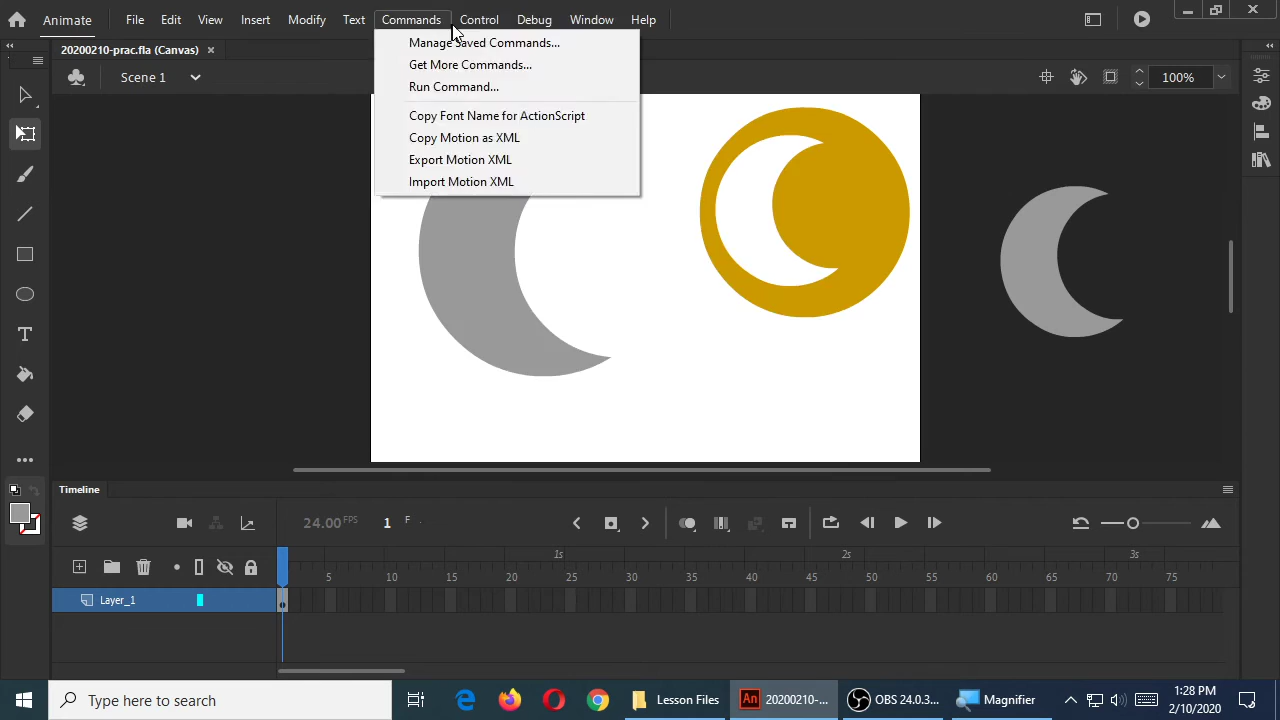 Animate File Edit View Insert Modify Text Commands Control Debug Window Help
20200210-prac.fla (Canvas) ×
Scene 1 100%
Manage Saved Commands...
Get More Commands...
Run Command...
Copy Font Name for ActionScript
Copy Motion as XML
Export Motion XML
Import Motion XML
Timeline
24.00 FPS 1 F
1s 2s 3s
5 10 15 20 25 30 35 40 45 50 55 60 65 70 75
Layer_1
Type here to search Lesson Files An 20200210-... OBS 24.0.3... Magnifier 1:28 PM
2/10/2020